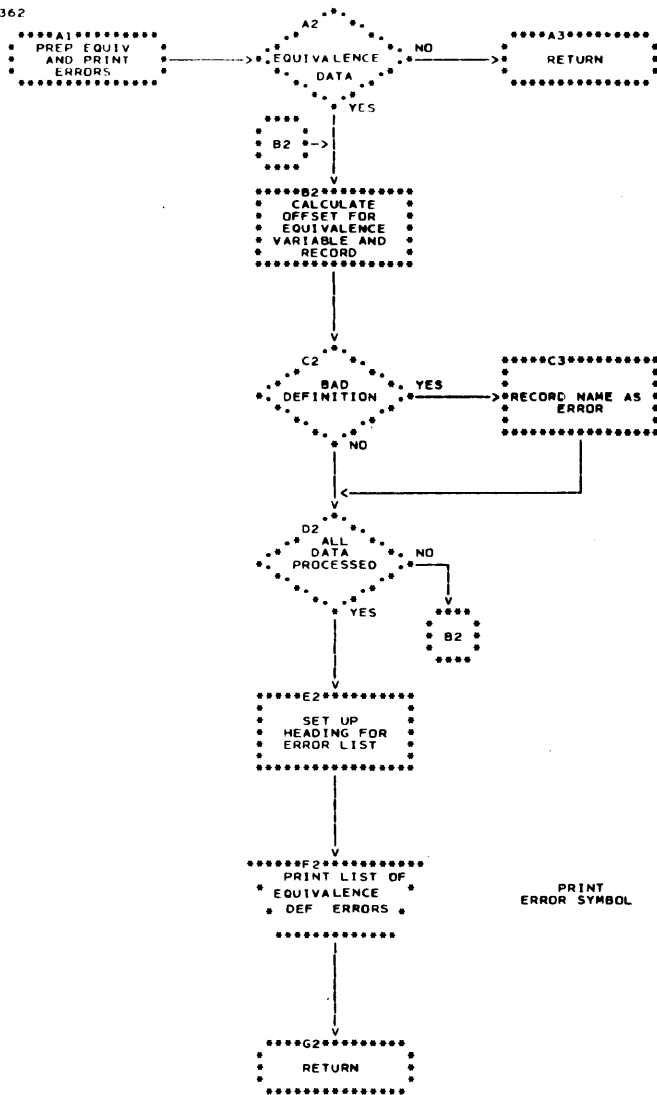 362
A1
PREP EQUIV
AND PRINT
ERRORS
A2
EQUIVALENCE
DATA
NO
A3
RETURN
YES
B2
B2
CALCULATE
OFFSET FOR
EQUIVALENCE
VARIABLE AND
RECORD
C2
BAD
DEFINITION
YES
C3
RECORD NAME AS
ERROR
NO
D2
ALL
DATA
PROCESSED
NO
YES
B2
E2
SET UP
HEADING FOR
ERROR LIST
F2
PRINT LIST OF
EQUIVALENCE
DEF ERRORS
PRINT
ERROR SYMBOL
G2
RETURN